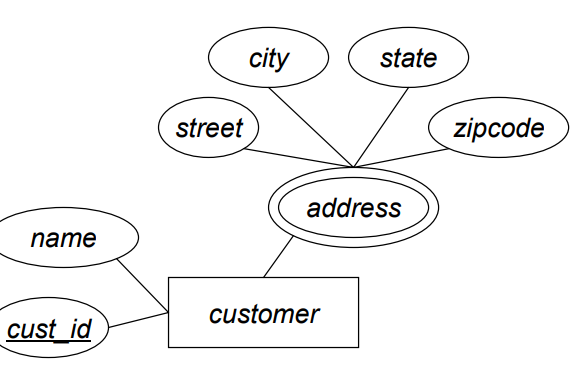 city
state
street
zipcode
address
name
customer
cust_id